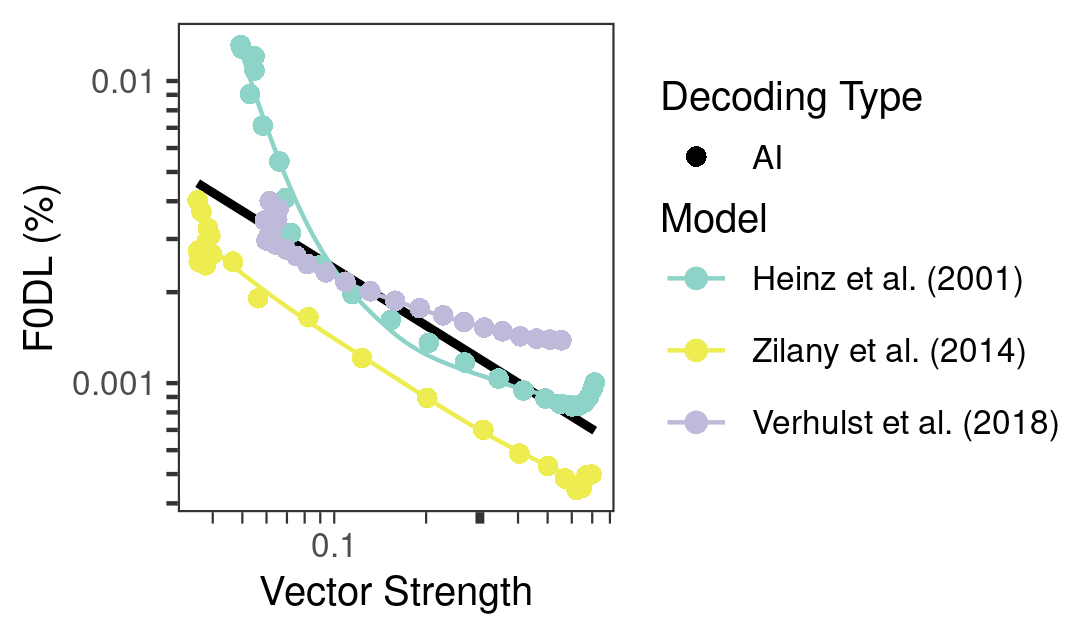 0.01
0.001
F0DL (%)
0.1
Vector Strength
Decoding Type
AI
Model
Heinz et al. (2001)
Zilany et al. (2014)
Verhulst et al. (2018)